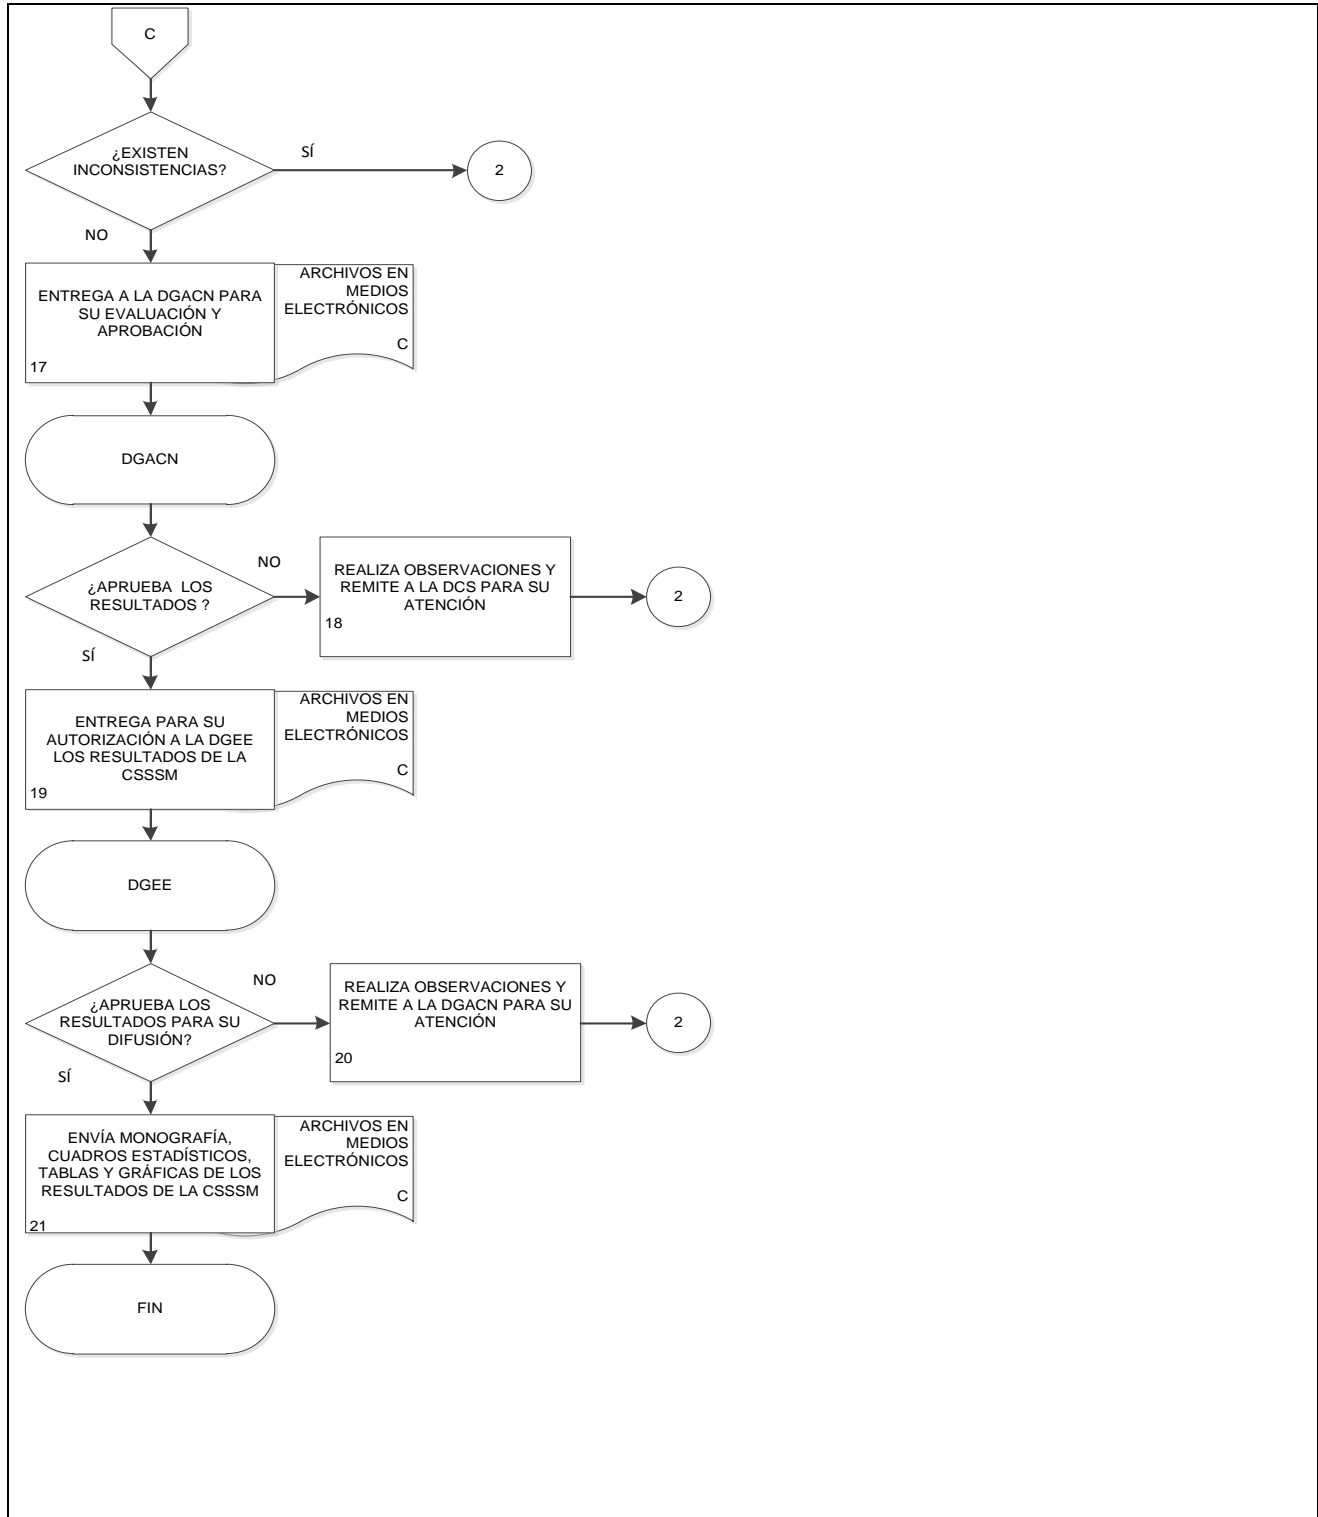 C
¿EXISTEN
INCONSISTENCIAS?
SÍ
2
NO
ENTREGA A LA DGACN PARA
SU EVALUACIÓN Y
APROBACIÓN
17
ARCHIVOS EN
MEDIOS
ELECTRÓNICOS
C
DGACN
¿APRUEBA LOS
RESULTADOS ?
NO
REALIZA OBSERVACIONES Y
REMITE A LA DCS PARA SU
ATENCIÓN
18
2
SÍ
ENTREGA PARA SU
AUTORIZACIÓN A LA DGEE
LOS RESULTADOS DE LA
CSSSM
19
ARCHIVOS EN
MEDIOS
ELECTRÓNICOS
C
DGEE
¿APRUEBA LOS
RESULTADOS PARA SU
DIFUSIÓN?
NO
REALIZA OBSERVACIONES Y
REMITE A LA DGACN PARA SU
ATENCIÓN
20
2
SÍ
ENVÍA MONOGRAFÍA,
CUADROS ESTADÍSTICOS,
TABLAS Y GRÁFICAS DE LOS
RESULTADOS DE LA CSSSM
21
ARCHIVOS EN
MEDIOS
ELECTRÓNICOS
C
FIN